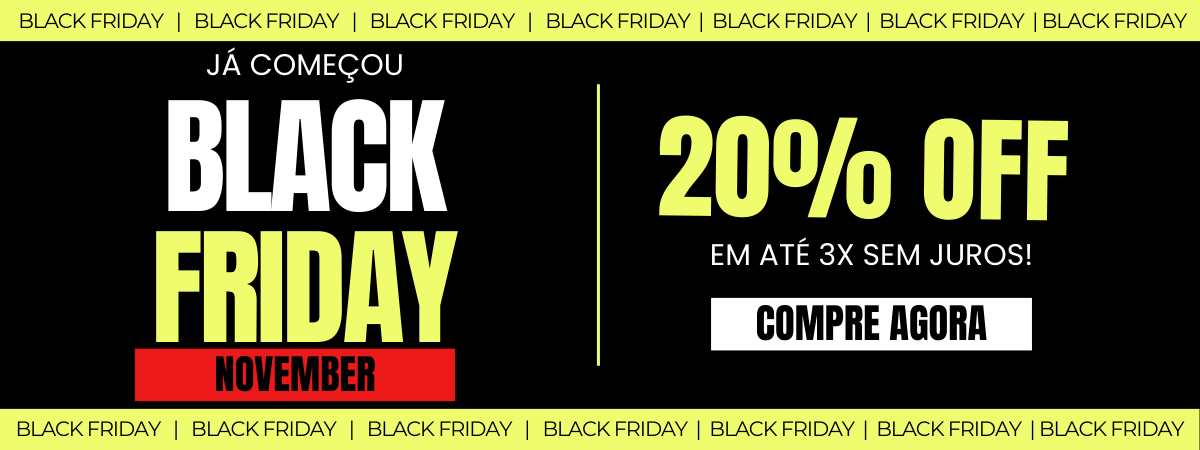 BLACK FRIDAY | BLACK FRIDAY | BLACK FRIDAY | BLACK FRIDAY | BLACK FRIDAY | BLACK FRIDAY | BLACK FRIDAY
JÁ COMEÇOU
BLACK
FRIDAY
NOVEMBER
20% OFF
EM ATÉ 3X SEM JUROS!
COMPRE AGORA
BLACK FRIDAY | BLACK FRIDAY | BLACK FRIDAY | BLACK FRIDAY | BLACK FRIDAY | BLACK FRIDAY | BLACK FRIDAY